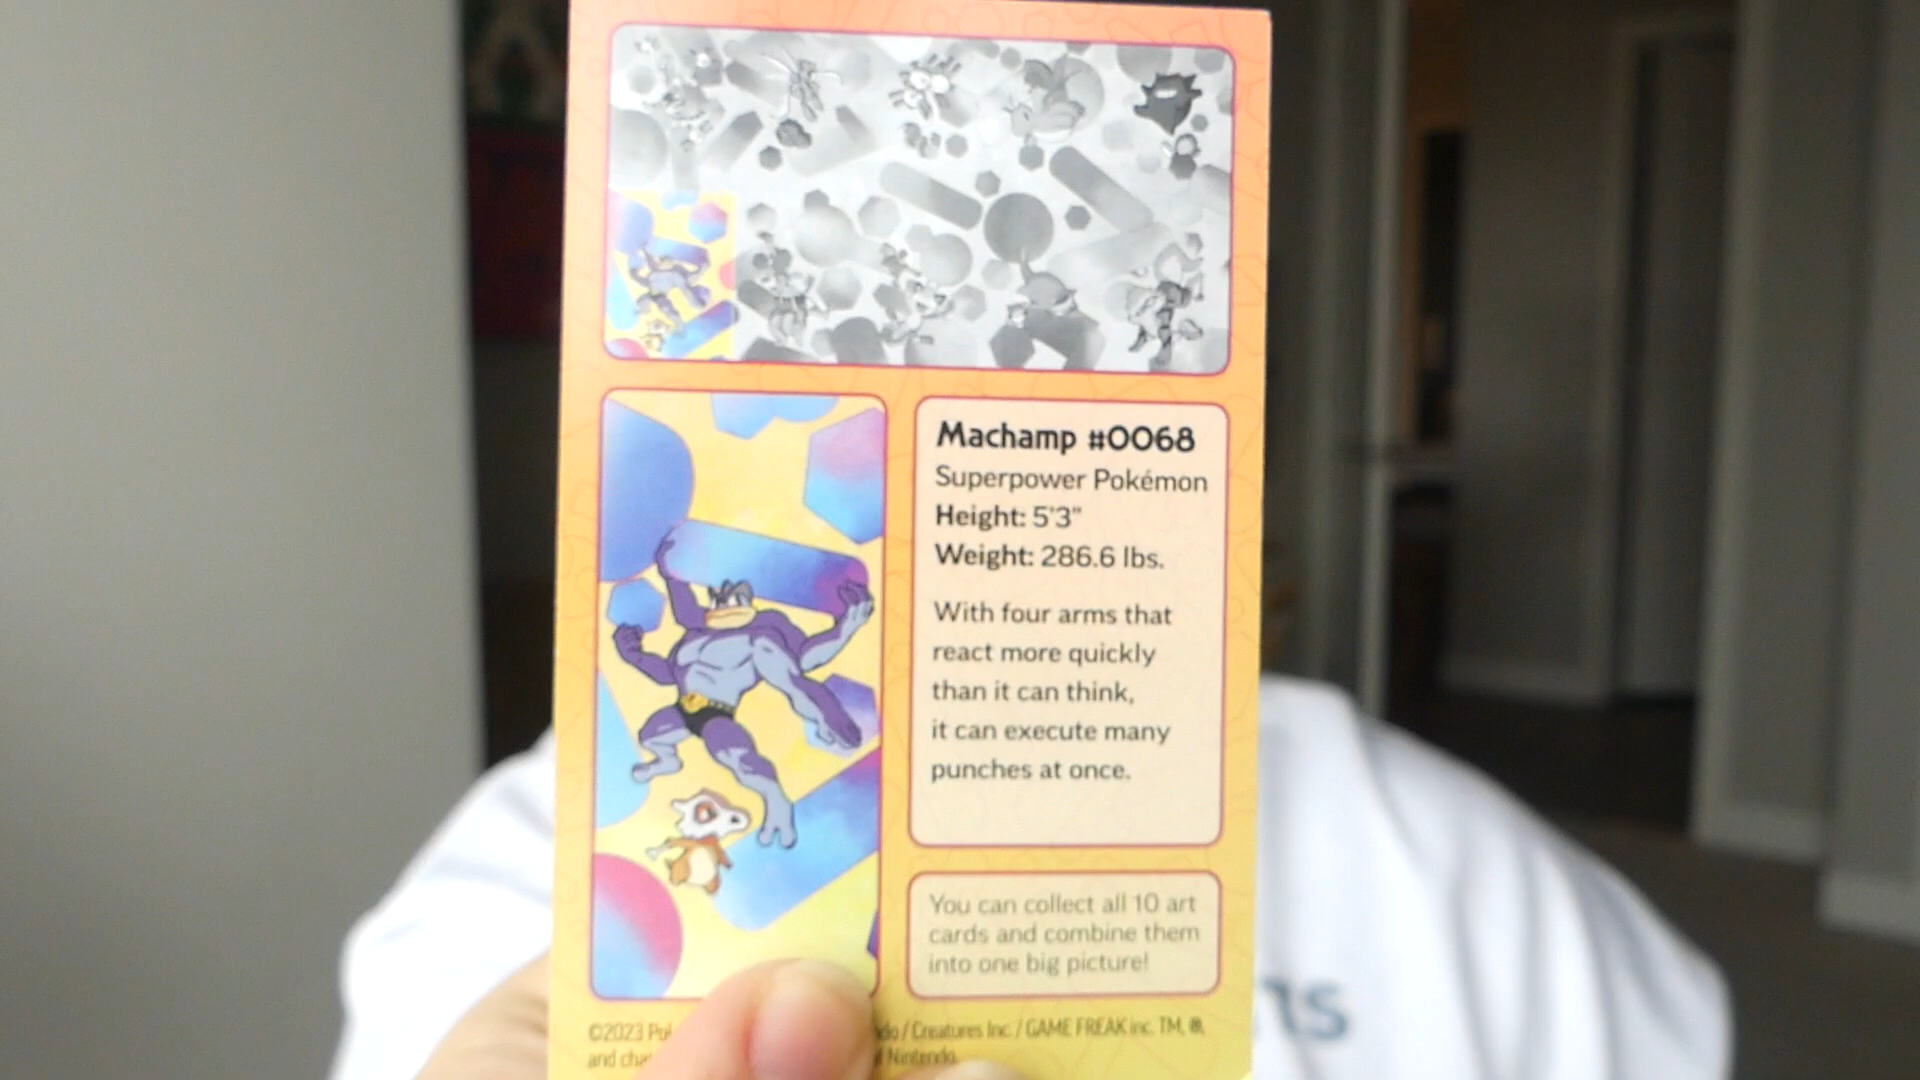 Machamp #0068
Superpower Pokémon
Height: 5'3"
Weight: 286.6 lbs.
With four arms that
react more quickly
than it can think,
it can execute many
punches at once.
You can collect all 10 art
cards and combine them
into one big picture!
©2023 / Creatures Inc. / GAME FREAK inc. TM, ®,
and Nintendo.